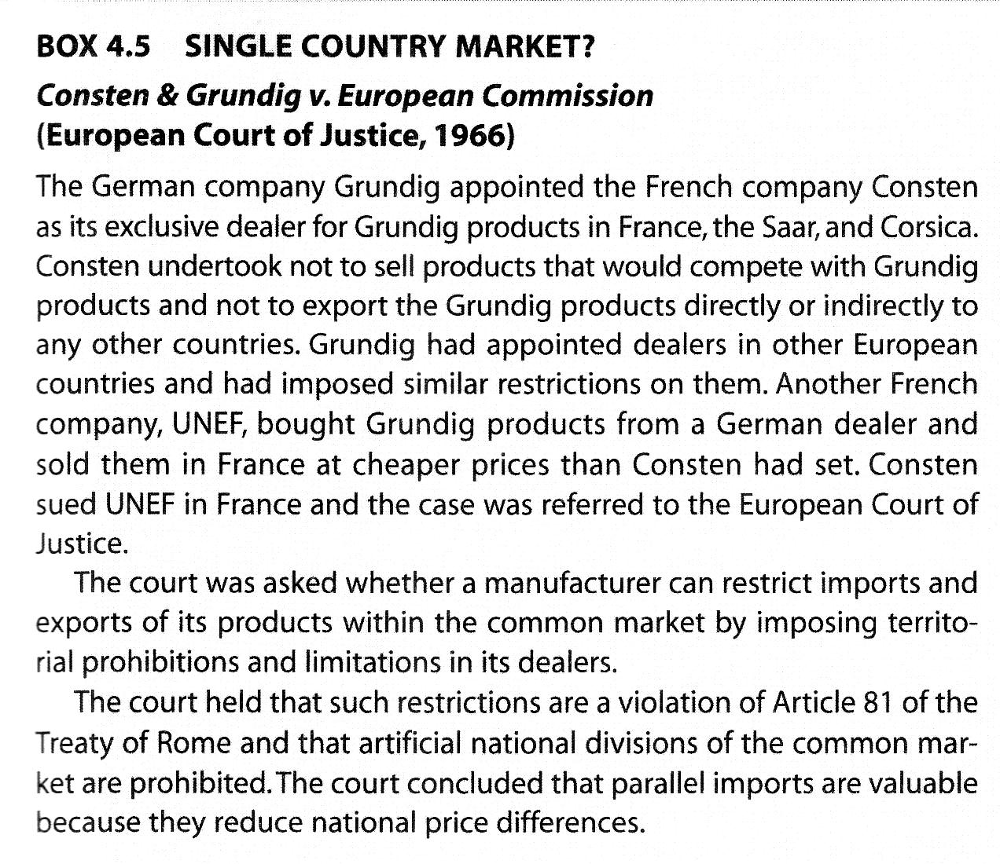 BOX 4.5 SINGLE COUNTRY MARKET?
Consten & Grundig v. European Commission
(European Court of Justice, 1966)
The German company Grundig appointed the French company Consten
as its exclusive dealer for Grundig products in France, the Saar, and Corsica.
Consten undertook not to sell products that would compete with Grundig
products and not to export the Grundig products directly or indirectly to
any other countries. Grundig had appointed dealers in other European
countries and had imposed similar restrictions on them. Another French
company, UNEF, bought Grundig products from a German dealer and
sold them in France at cheaper prices than Consten had set. Consten
sued UNEF in France and the case was referred to the European Court of
Justice.
The court was asked whether a manufacturer can restrict imports and
exports of its products within the common market by imposing territo-
rial prohibitions and limitations in its dealers.
The court held that such restrictions are a violation of Article 81 of the
Treaty of Rome and that artificial national divisions of the common mar-
ket are prohibited. The court concluded that parallel imports are valuable
because they reduce national price differences.